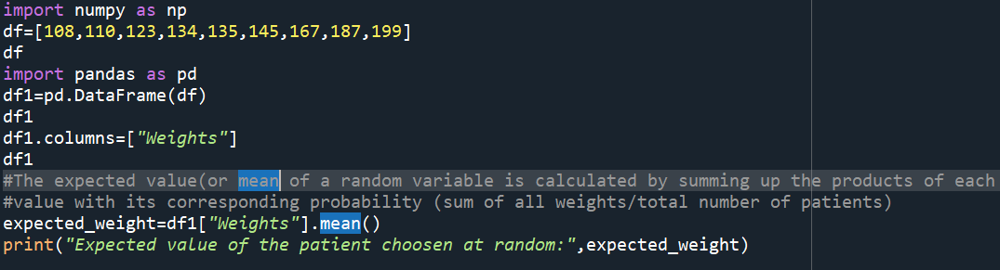 import numpy as np
df=[108,110,123,134,135,145,167,187,199]
df
import pandas as pd
df1=pd.DataFrame(df)
df1
df1.columns=["Weights"]
df1
#The expected value(or mean of a random variable is calculated by summing up the products of each
#value with its corresponding probability (sum of all weights/total number of patients)
expected_weight=df1["Weights"].mean()
print("Expected value of the patient choosen at random:",expected_weight)